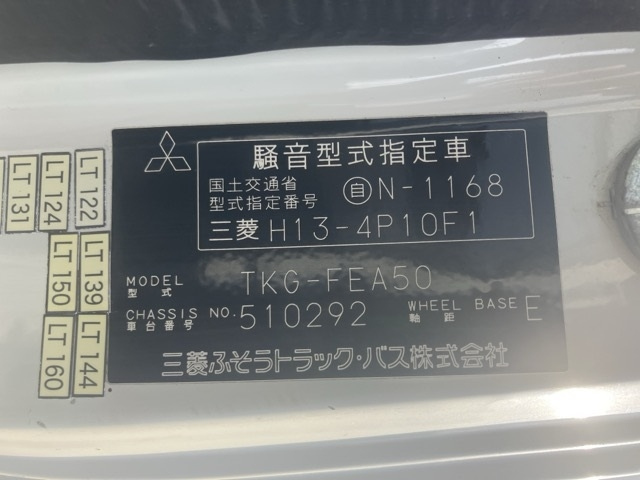 騒音型式指定車
国土交通省
型式指定番号 自N-1168
三菱 H13-4P10F1
MODEL
型式 TKG-FEA50
CHASSIS NO.
車台番号 510292
WHEEL BASE
軸距 E
三菱ふそうトラック・バス株式会社
LT 131
LT 124
LT 122
LT 150
LT 139
LT 160
LT 144